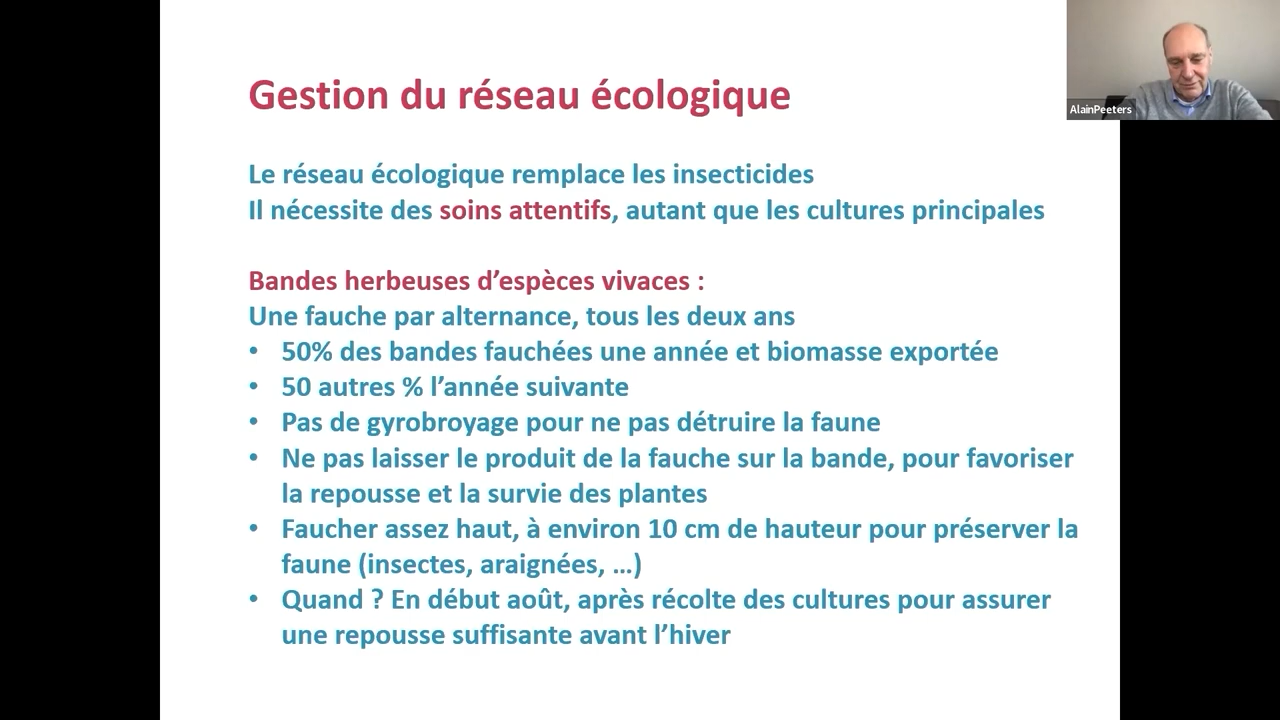 Gestion du réseau écologique
AlainPeeters
Le réseau écologique remplace les insecticides
Il nécessite des soins attentifs, autant que les cultures principales
Bandes herbeuses d’espèces vivaces :
Une fauche par alternance, tous les deux ans
• 50% des bandes fauchées une année et biomasse exportée
• 50 autres % l’année suivante
• Pas de gyrobroyage pour ne pas détruire la faune
• Ne pas laisser le produit de la fauche sur la bande, pour favoriser
la repousse et la survie des plantes
• Faucher assez haut, à environ 10 cm de hauteur pour préserver la
faune (insectes, araignées, …)
• Quand ? En début août, après récolte des cultures pour assurer
une repousse suffisante avant l’hiver